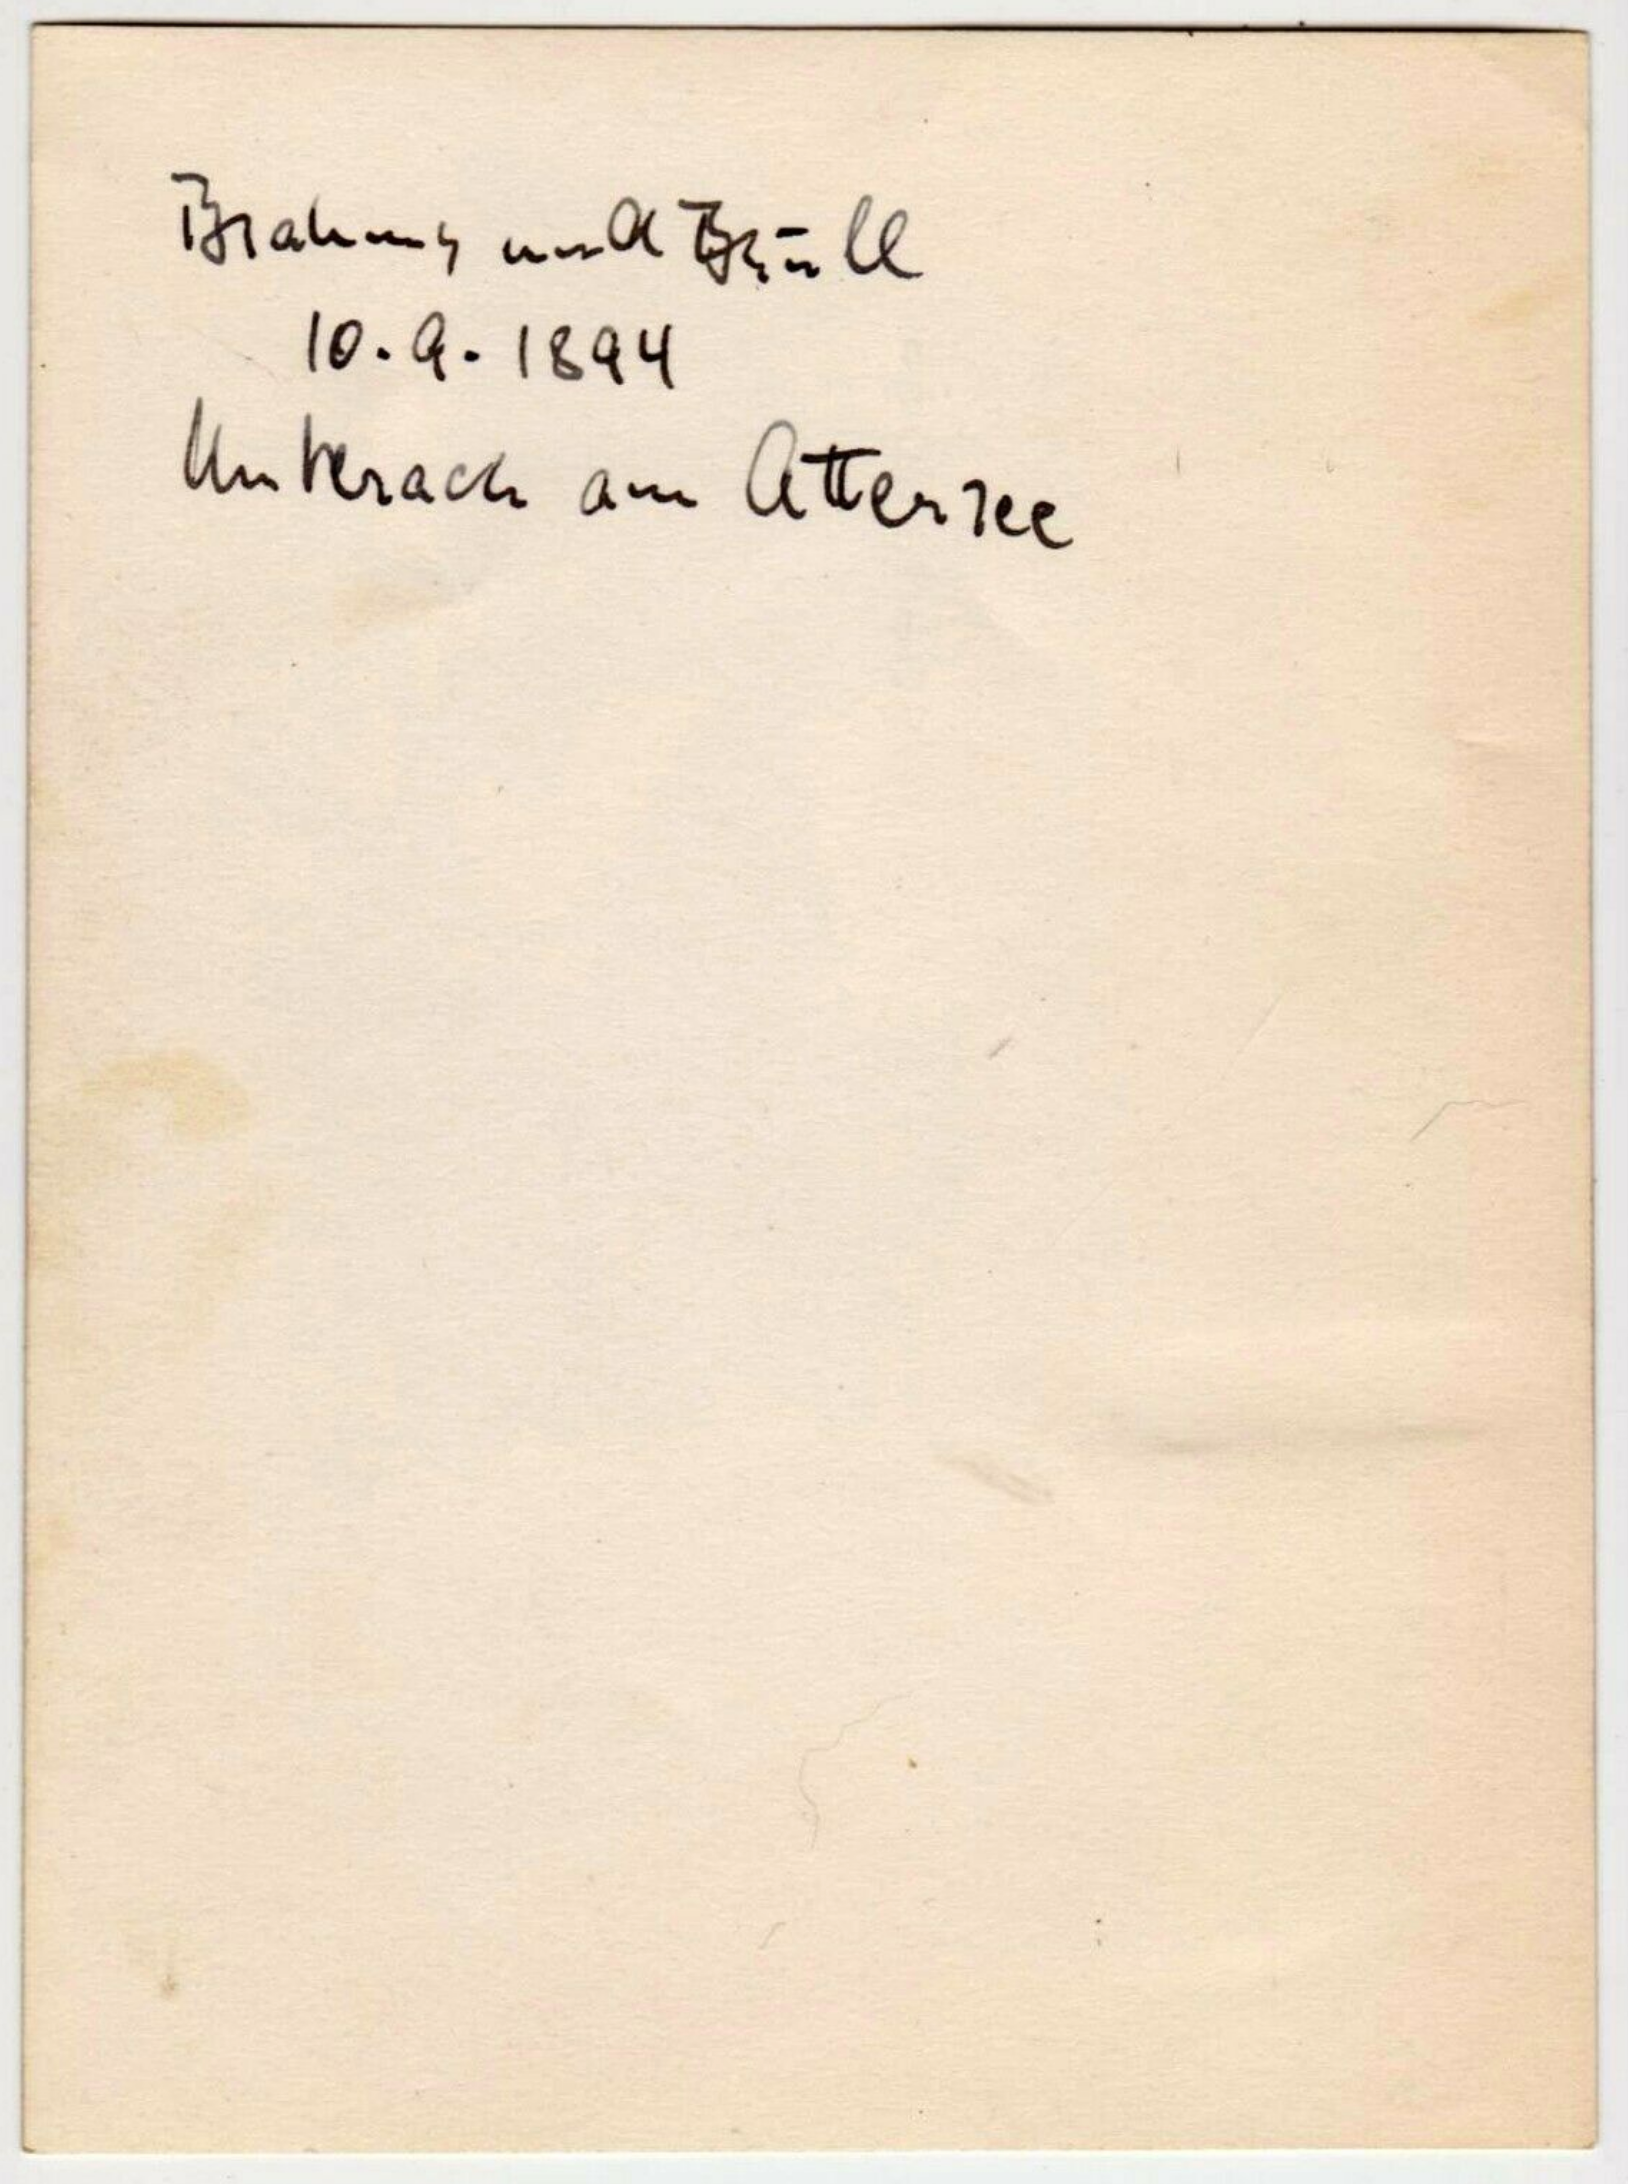 Brahms und Brüll
10.9.1894
Unterach am Attersee